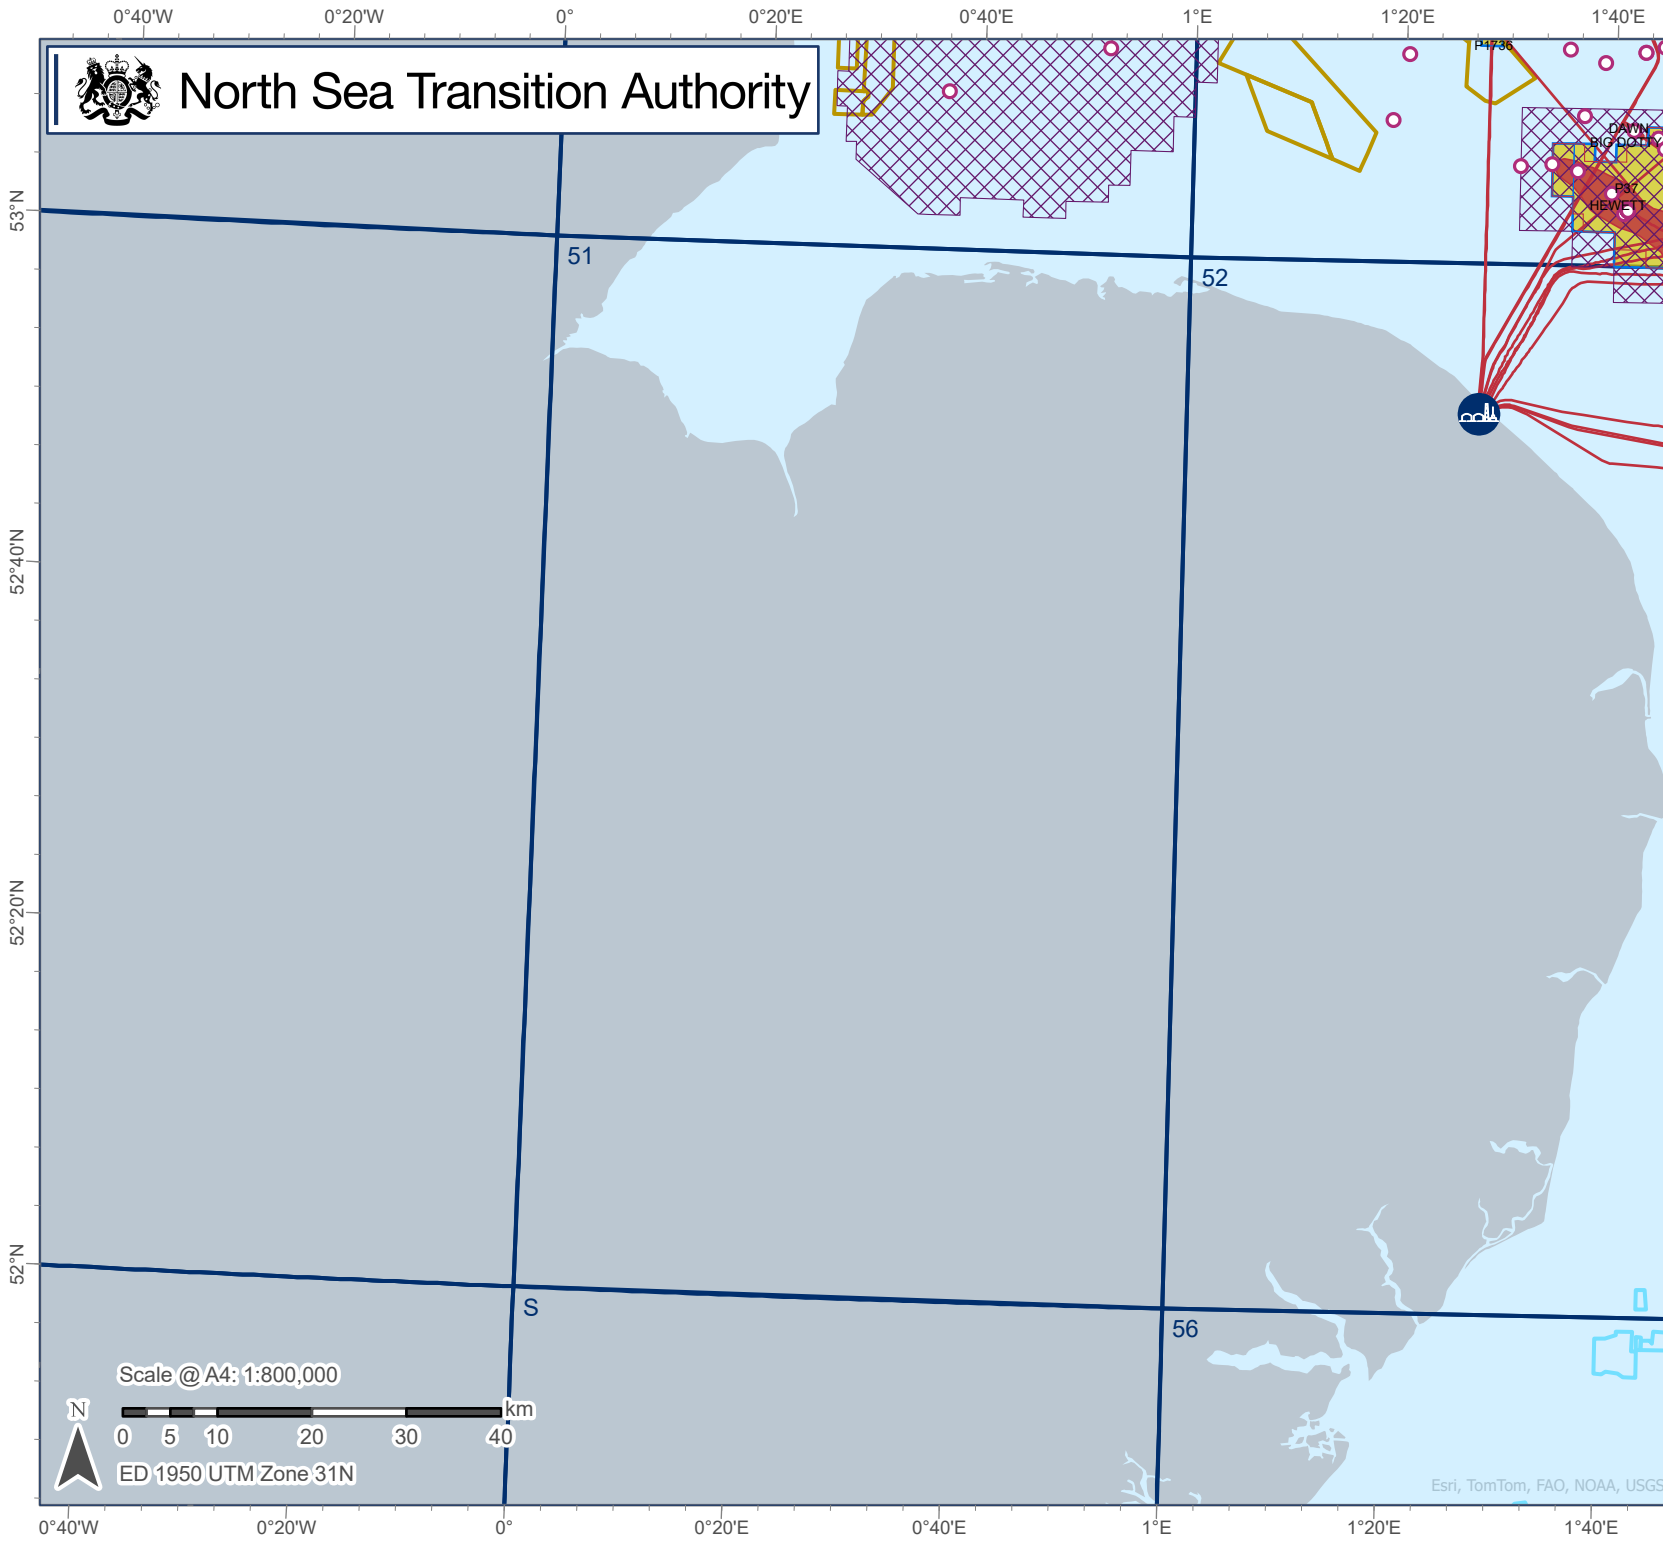 0°40'W 0°20'W 0° 0°20'E 0°40'E 1°E 1°20'E 1°40'E
P1736
North Sea Transition Authority
DAWN
BIG DOTTY
P37
HEWETT
53°N
51
52
52°40'N
52°20'N
52°N
S
56
Scale @ A4: 1:800,000
N
km
0 5 10 20 30 40
ED 1950 UTM Zone 31N
Esri, TomTom, FAO, NOAA, USGS
0°40'W 0°20'W 0° 0°20'E 0°40'E 1°E 1°20'E 1°40'E